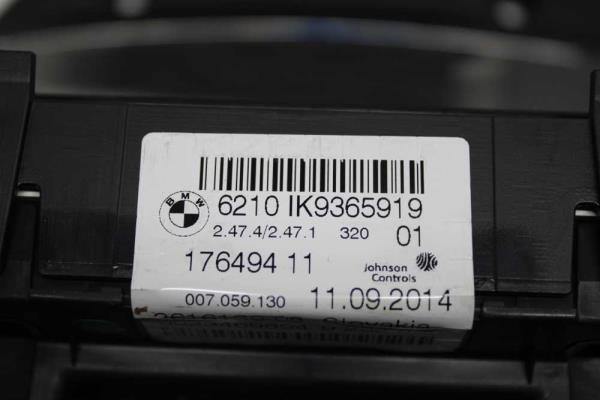 BMW
6210 IK9365919
2.47.4/2.47.1 320 01
176494 11
Johnson
Controls
007.059.130 11.09.2014
Slovakia